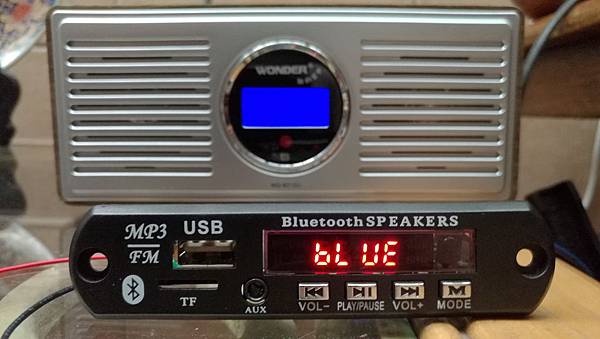 WONDER
Bluetooth SPEAKERS
MP3
FM
USB
bLUE
TF
AUX
VOL-
PLAY/PAUSE
VOL+
M
MODE